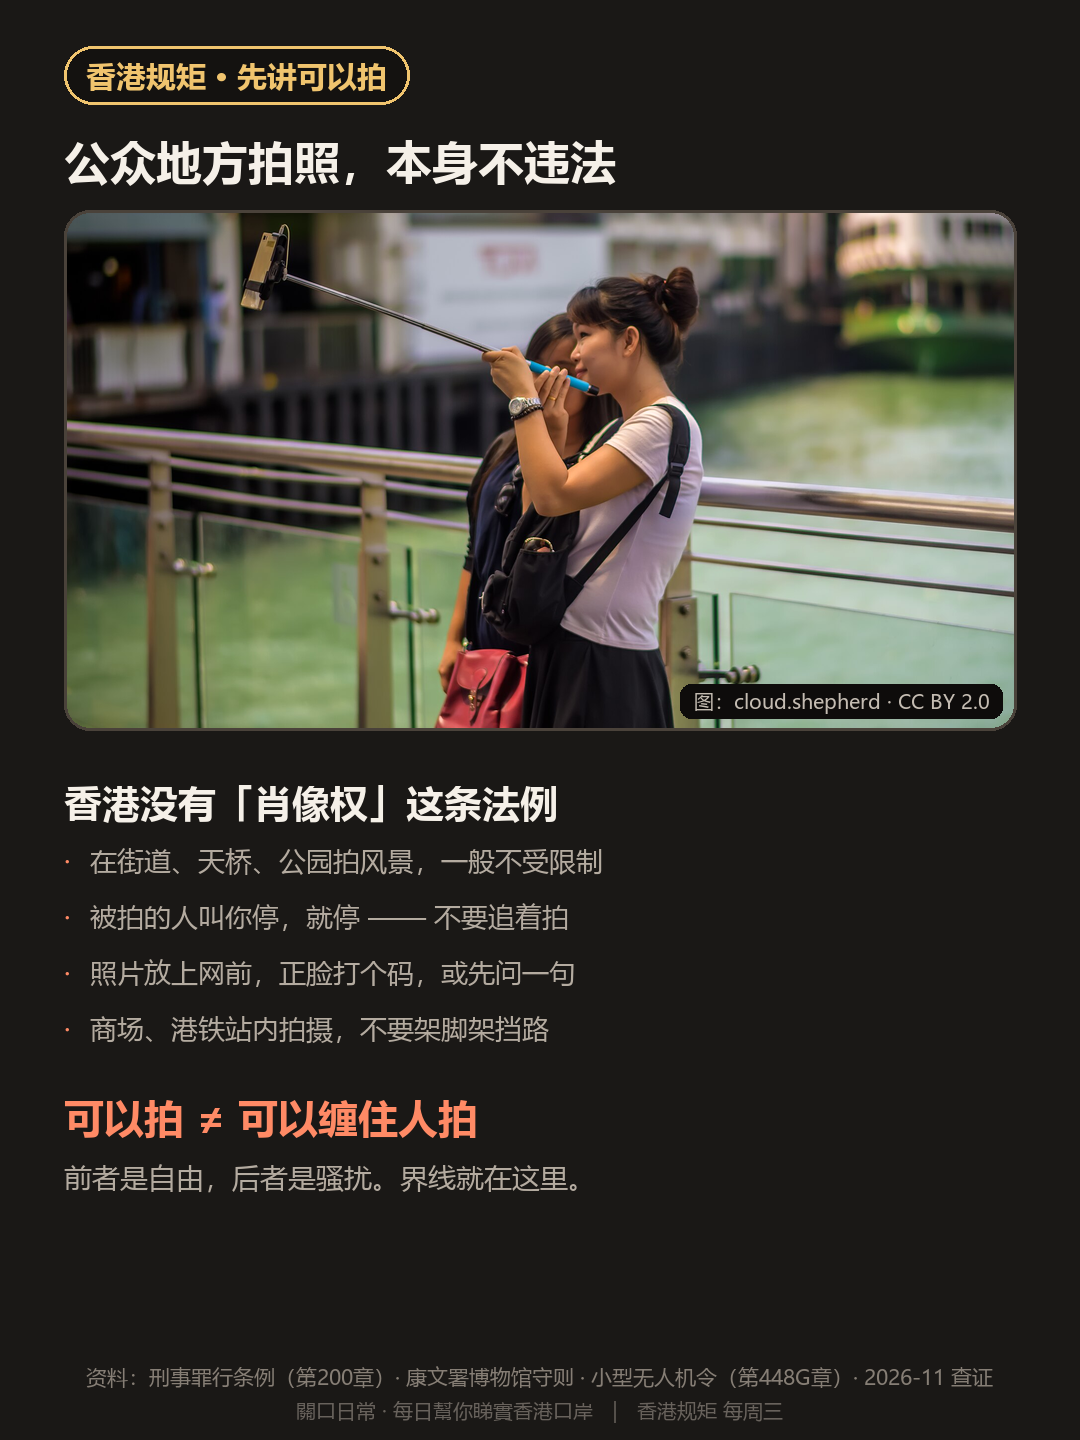 香港规矩 • 先讲可以拍
公众地方拍照，本身不违法
图：cloud.shepherd · CC BY 2.0
香港没有「肖像权」这条法例
· 在街道、天桥、公园拍风景，一般不受限制
· 被拍的人叫你停，就停 —— 不要追着拍
· 照片放上网前，正脸打个码，或先问一句
· 商场、港铁站内拍摄，不要架脚架挡路
可以拍 ≠ 可以缠住人拍
前者是自由，后者是骚扰。界线就在这里。
资料：刑事罪行条例（第200章）· 康文署博物馆守则 · 小型无人机令（第448G章）· 2026-11 查证
關口日常 · 每日幫你睇實香港口岸 ｜ 香港规矩 每周三